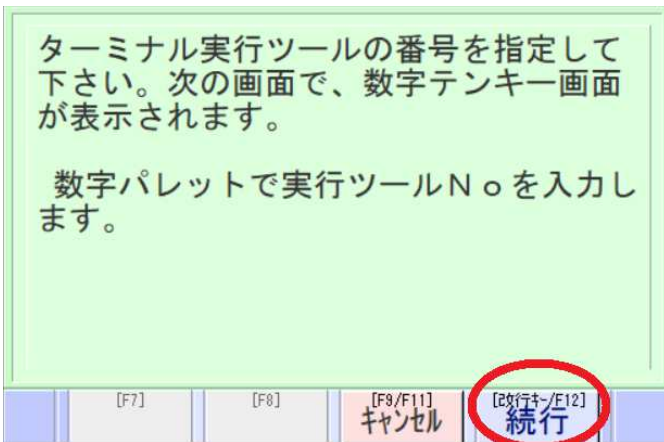 ターミナル実行ツールの番号を指定して
下さい。次の画面で、数字テンキー画面
が表示されます。
数字パレットで実行ツールNoを入力し
ます。
[F7]
[F8]
[F9/F11]
キャンセル
[改行キー/F12]
続行